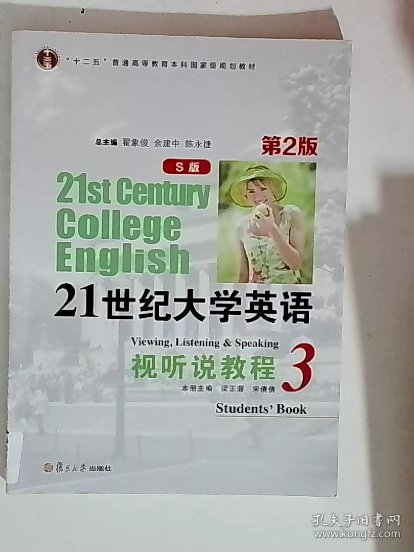 "十二五"普通高等教育本科国家级规划教材
总主编 翟象俊 余建中 陈永捷
第2版
S 版
21st Century
College
English
21世纪大学英语
Viewing, Listening & Speaking
视听说教程 3
本册主编 梁正溜 宋倩倩
Students' Book
复旦大学出版社
孔夫子旧书网
www.kongfz.com